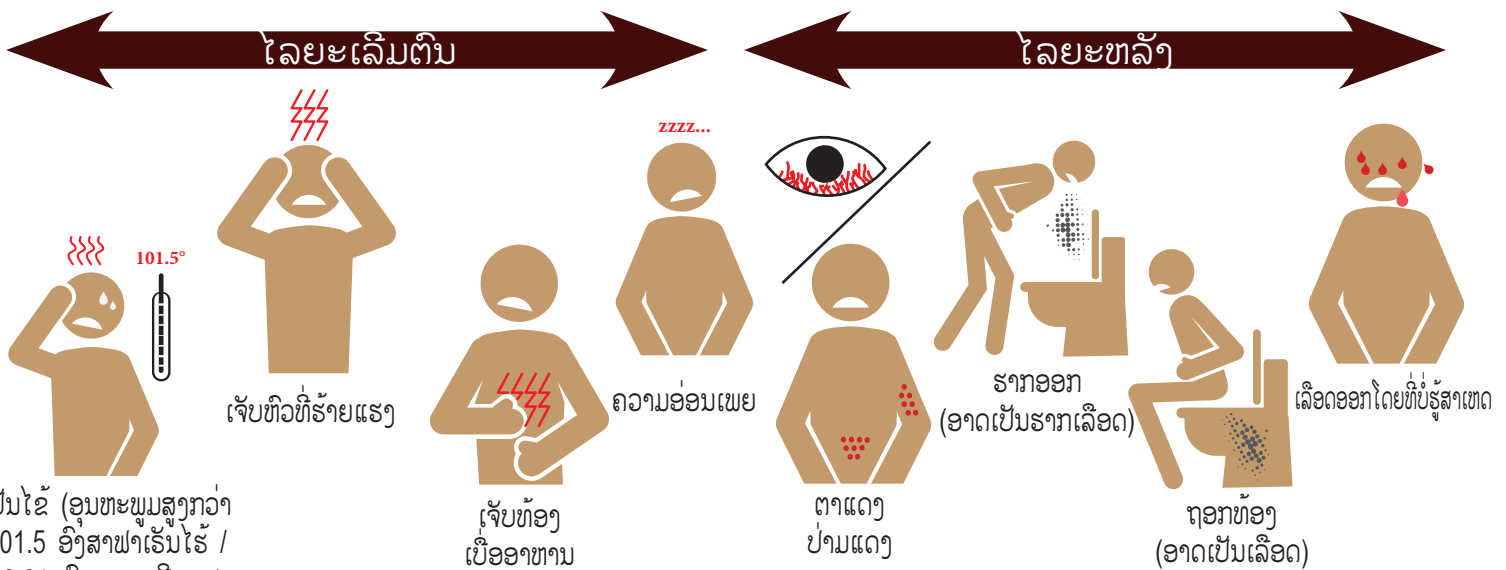 ໄລຍະເລີ່ມຕົ້ນ
ໄລຍະຫລັງ
101.5°
zzzz...
ເຈັບຫົວທີ່ຮ້າຍແຮງ
ເຈັບທ້ອງ
ເບື່ອອາຫານ
ຄວາມອ່ອນເພຍ
ຕາແດງ
ປ່ານແດງ
ຮາກອອກ
(ອາດເປັນຮາກເລືອດ)
ຖອກທ້ອງ
(ອາດເປັນເລືອດ)
ເລືອດອອກໂດຍທີ່ບໍ່ຮູ້ສາເຫດ
ປັນໄຂ້ (ອຸນຫະພູມສູງກວ່າ
01.5 ອົງສາຟາເຣັນໄຮ້ /